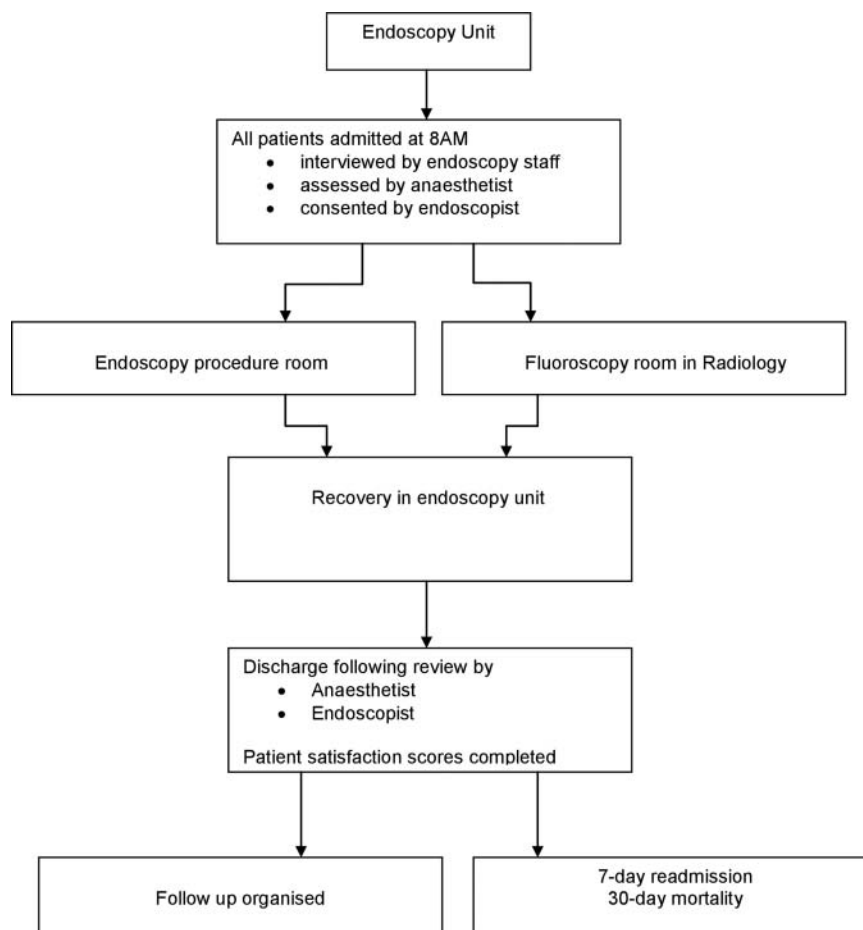 Endoscopy Unit
All patients admitted at 8AM
• interviewed by endoscopy staff
• assessed by anaesthetist
• consented by endoscopist
Endoscopy procedure room
Fluoroscopy room in Radiology
Recovery in endoscopy unit
Discharge following review by
• Anaesthetist
• Endoscopist
Patient satisfaction scores completed
Follow up organised
7-day readmission
30-day mortality